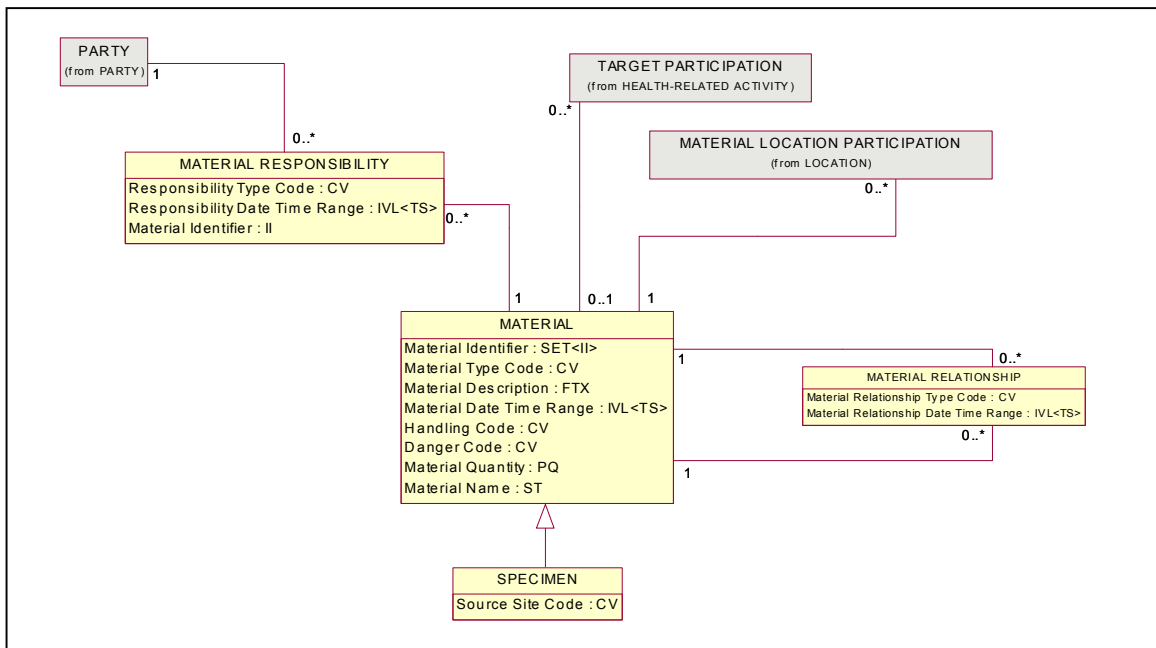 PARTY
(from PARTY)
1
0..*
TARGET PARTICIPATION
(from HEALTH-RELATED ACTIVITY)
0..*
MATERIAL LOCATION PARTICIPATION
(from LOCATION)
0..*
MATERIAL RESPONSIBILITY
Responsibility Type Code : CV
Responsibility Date Time Range : IVL<TS>
Material Identifier : II
0..*
1
0..1
1
MATERIAL
Material Identifier : SET<II>
Material Type Code : CV
Material Description : FTX
Material Date Time Range : IVL<TS>
Handling Code : CV
Danger Code : CV
Material Quantity : PQ
Material Name : ST
1
0..*
MATERIAL RELATIONSHIP
Material Relationship Type Code : CV
Material Relationship Date Time Range : IVL<TS>
0..*
1
SPECIMEN
Source Site Code : CV